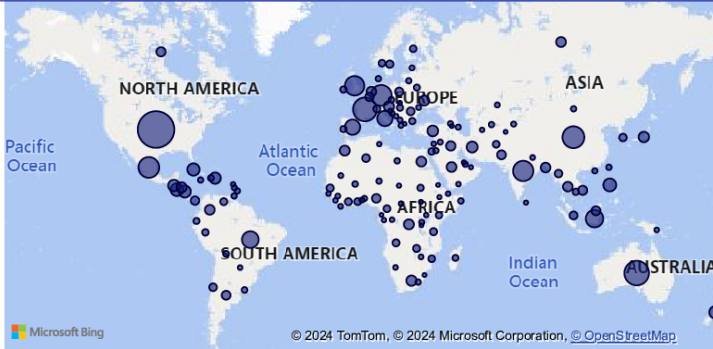 NORTH AMERICA
ASIA
EUROPE
Pacific
Ocean
Atlantic
Ocean
AFRICA
SOUTH AMERICA
Indian
Ocean
AUSTRALIA
Microsoft Bing
© 2024 TomTom, © 2024 Microsoft Corporation, © OpenStreetMap